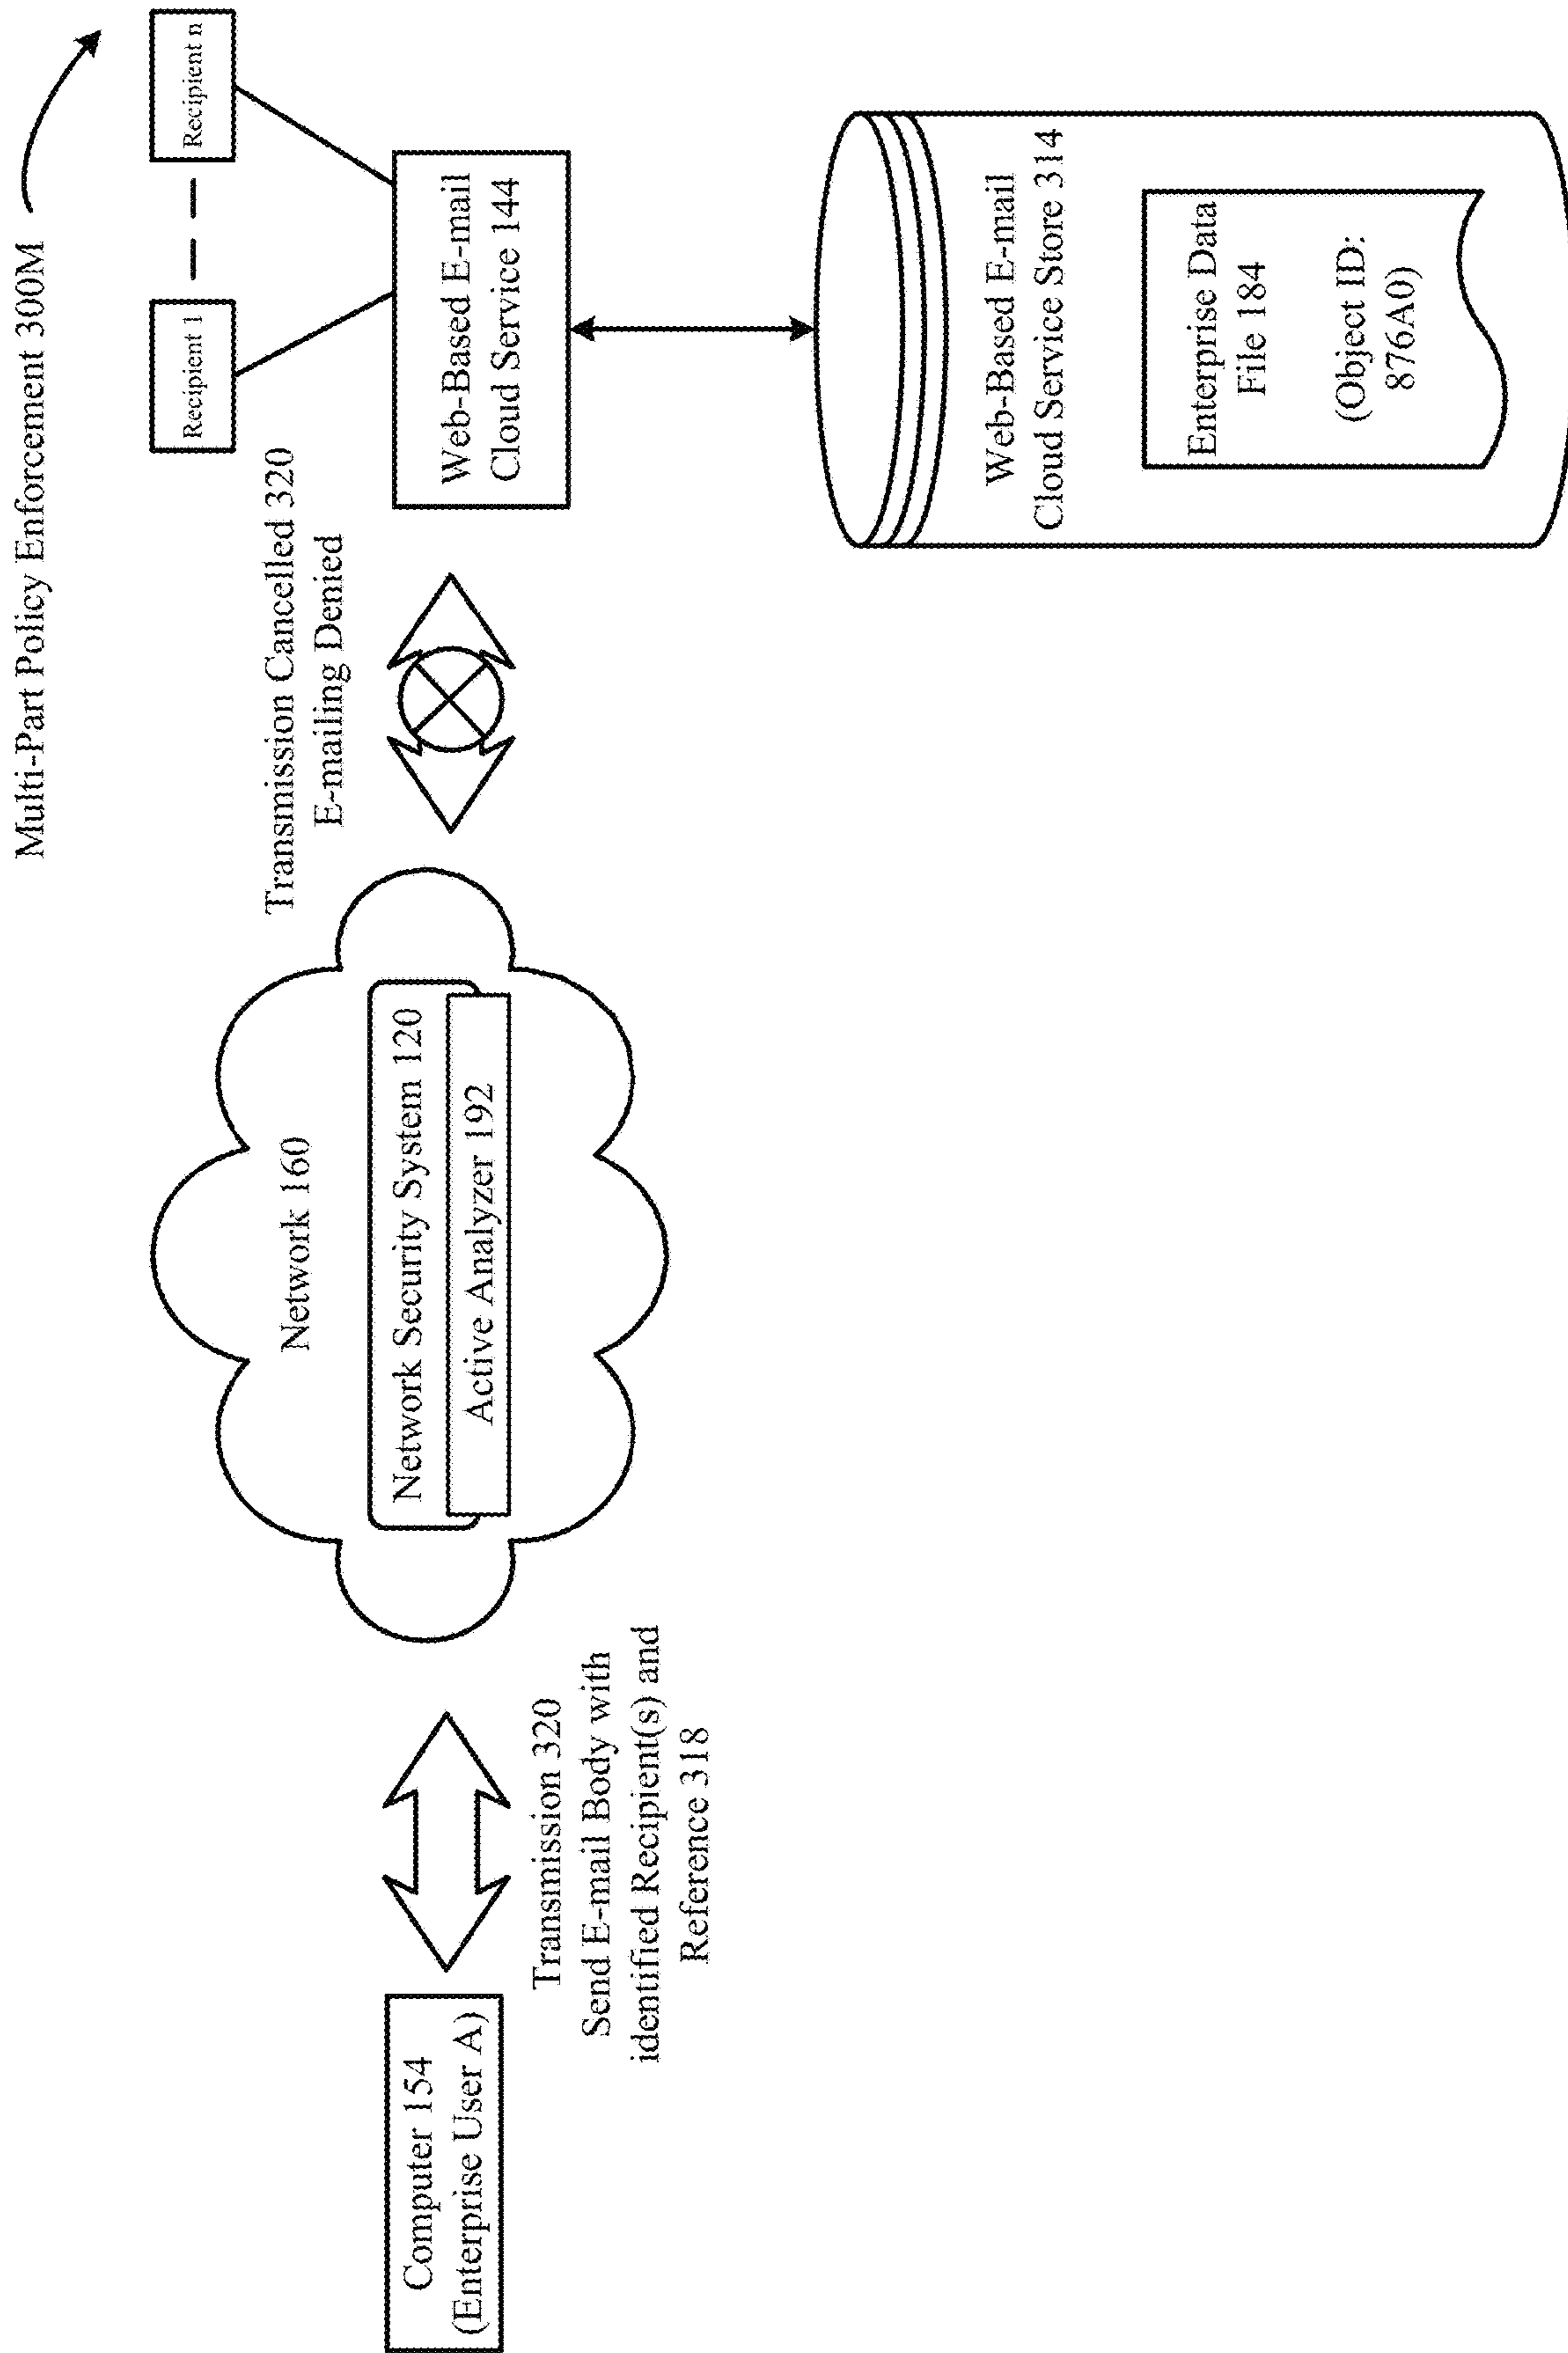 Multi-Part Policy Enforcement 300M
Recipient 1
Recipient n
Transmission Cancelled 320
E-mailing Denied
Network 160
Network Security System 120
Active Analyzer 192
Computer 154
(Enterprise User A)
Transmission 320
Send E-mail Body with
identified Recipient(s) and
Reference 318
Web-Based E-mail
Cloud Service 144
Web-Based E-mail
Cloud Service Store 314
Enterprise Data
File 184
(Object ID:
876A0)